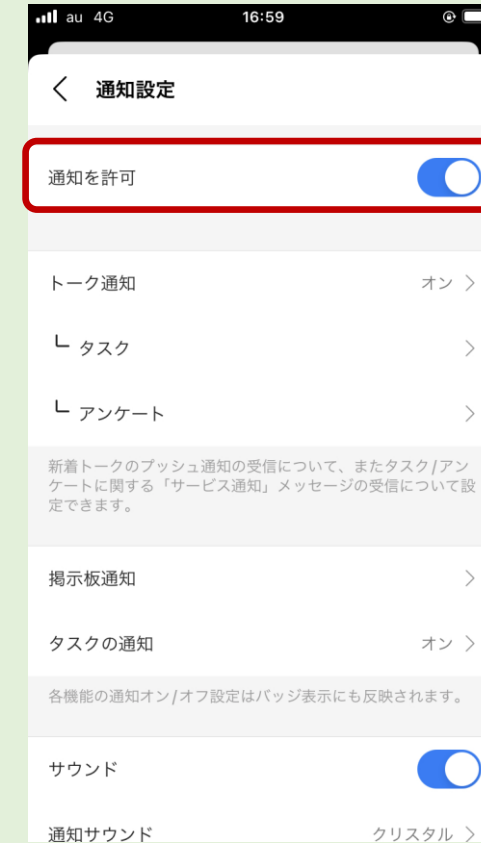 au 4G 16:59
通知設定
通知を許可
トーク通知 オン
タスク
アンケート
新着トークのプッシュ通知の受信について、またタスク/アン
ケートに関する「サービス通知」メッセージの受信について設
定できます。
掲示板通知
タスクの通知 オン
各機能の通知オン/オフ設定はバッジ表示にも反映されます。
サウンド
通知サウンド クリスタル